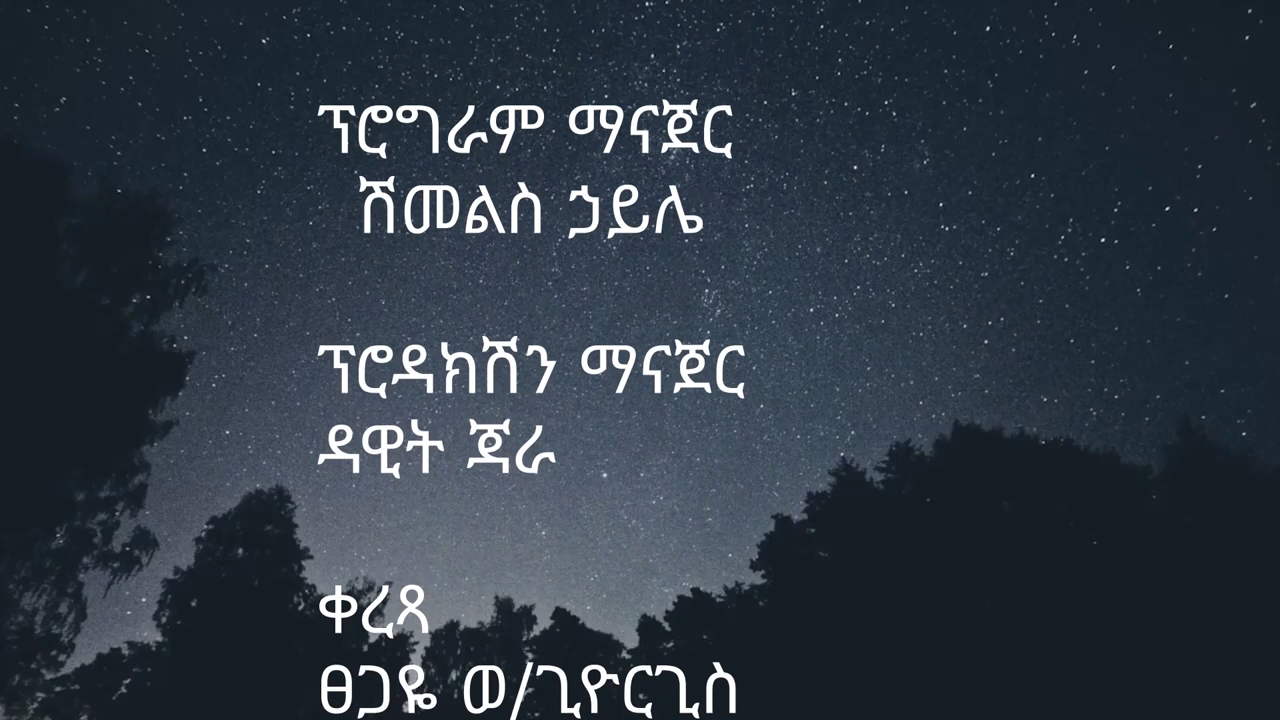 ፕሮግራም ማናጀር
ሽመልስ ኃይሌ
ፕሮዳክሽን ማናጀር
ዳዊት ጃራ
ቀረጻ
ፀጋዬ ወ/ጊዮርጊስ